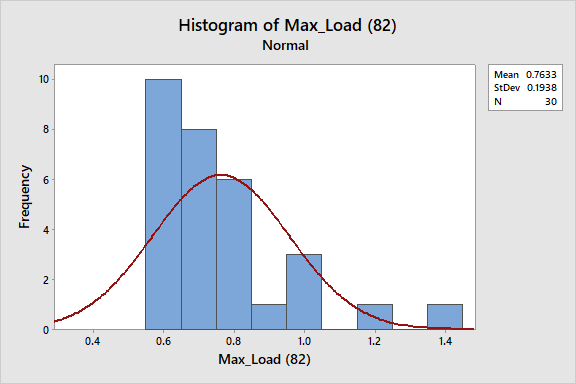 Histogram of Max_Load (82)
Normal
Mean 0.7633
StDev 0.1938
N 30
Frequency
10
8
6
4
2
0
0.4 0.6 0.8 1.0 1.2 1.4
Max_Load (82)